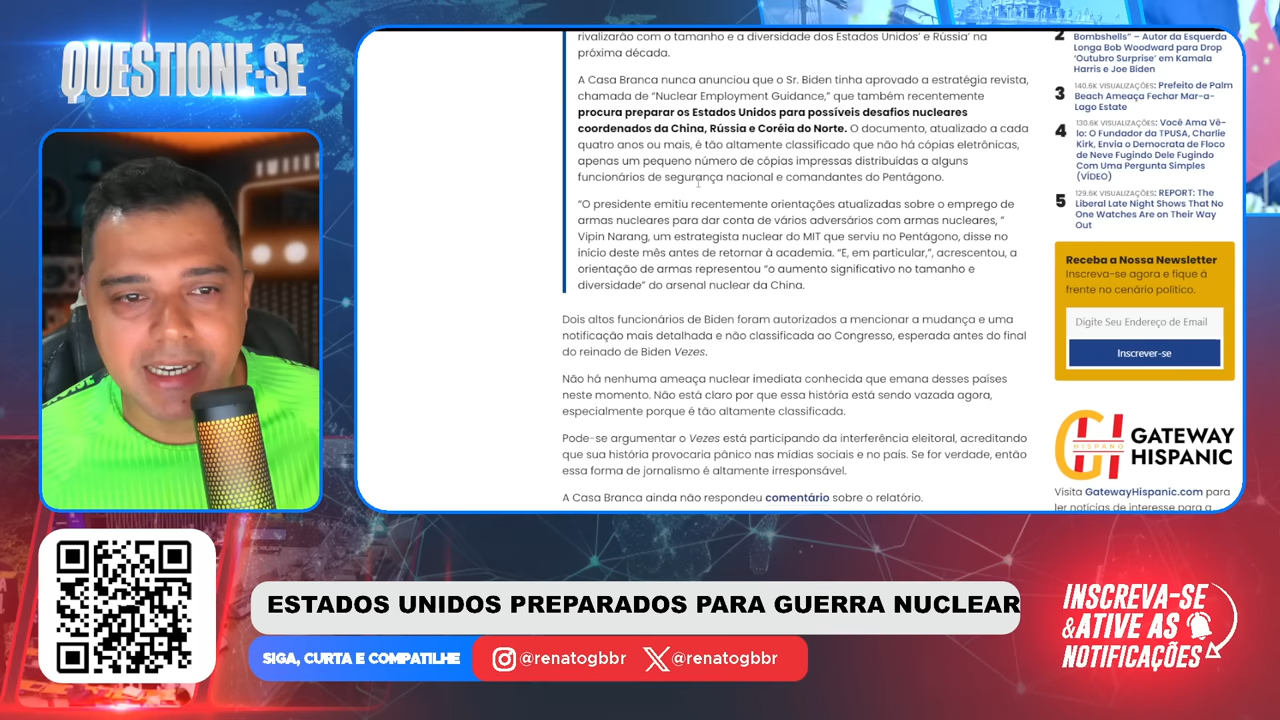 QUESTIONE-SE
rivalizarão com o tamanho e a diversidade dos Estados Unidos' e Rússia' na
próxima década.
A Casa Branca nunca anunciou que o Sr. Biden tinha aprovado a estratégia revista,
chamada de “Nuclear Employment Guidance,” que também recentemente
procura preparar os Estados Unidos para possíveis desafios nucleares
coordenados da China, Rússia e Coréia do Norte. O documento, atualizado a cada
quatro anos ou mais, é tão altamente classificado que não há cópias eletrônicas,
apenas um pequeno número de cópias impressas distribuídas a alguns
funcionários de segurança nacional e comandantes do Pentágono.
“O presidente emitiu recentemente orientações atualizadas sobre o emprego de
armas nucleares para dar conta de vários adversários com armas nucleares, “
Vipin Narang, um estrategista nuclear do MIT que serviu no Pentágono, disse no
início deste mês antes de retornar à academia. “E, em particular,”, acrescentou, a
orientação de armas representou “o aumento significativo no tamanho e
diversidade” do arsenal nuclear da China.
Dois altos funcionários de Biden foram autorizados a mencionar a mudança e uma
notificação mais detalhada e não classificada ao Congresso, esperada antes do final
do reinado de Biden Vezes.
Não há nenhuma ameaça nuclear imediata conhecida que emana desses países
neste momento. Não está claro por que essa história está sendo vazada agora,
especialmente porque é tão altamente classificada.
Pode-se argumentar o Vezes está participando da interferência eleitoral, acreditando
que sua história provocaria pânico nas mídias sociais e no país. Se for verdade, então
essa forma de jornalismo é altamente irresponsável.
A Casa Branca ainda não respondeu comentário sobre o relatório.
2
Bombshells” – Autor da Esquerda
Longa Bob Woodward para Drop
‘Outubro Surprise’ em Kamala
Harris e Joe Biden
3 140.6K VISUALIZAÇÕES: Prefeito de Palm
Beach Ameaça Fechar Mar-a-
Lago Estate
4 130.6K VISUALIZAÇÕES: Você Ama Vê-
lo: O Fundador da TPUSA, Charlie
Kirk, Envia o Democrata de Floco
de Neve Fugindo Dele Fugindo
Com Uma Pergunta Simples
(VÍDEO)
5 129.6K VISUALIZAÇÕES: REPORT: The
Liberal Late Night Shows That No
One Watches Are on Their Way
Out
Receba a Nossa Newsletter
Inscreva-se agora e fique à
frente no cenário político.
Digite Seu Endereço de Email
Inscrever-se
GH HISPANO
GATEWAY
HISPANIC
Visita GatewayHispanic.com para
ler noticias de interesse para a
ESTADOS UNIDOS PREPARADOS PARA GUERRA NUCLEAR
SIGA, CURTA E COMPATILHE
@renatogbbr
@renatogbbr
INSCREVA-SE
&ATIVE AS
NOTIFICAÇÕES